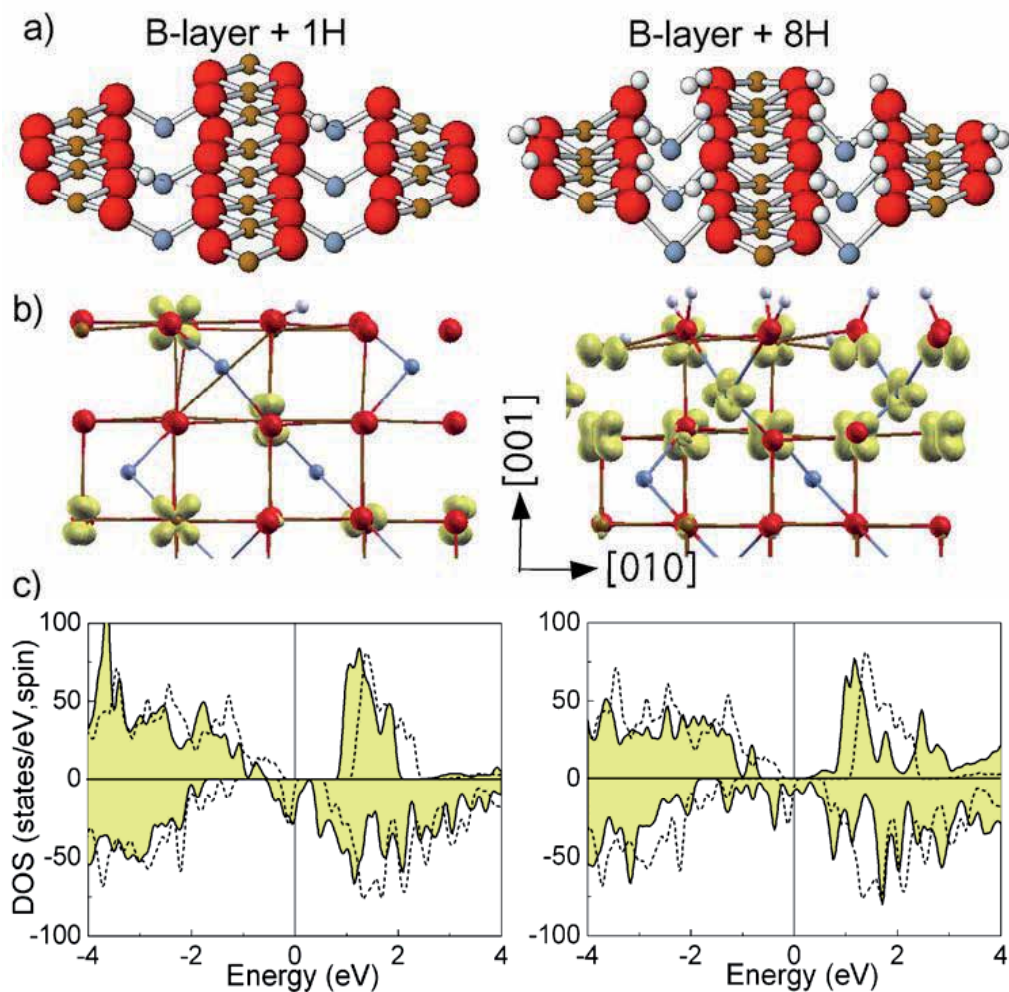 a)
B-layer + 1H
B-layer + 8H
b)
[001]
[010]
c)
DOS (states/eV,spin)
100
50
0
-50
-100
-4
-2
0
2
4
Energy (eV)
100
50
0
-50
-100
-4
-2
0
2
4
Energy (eV)